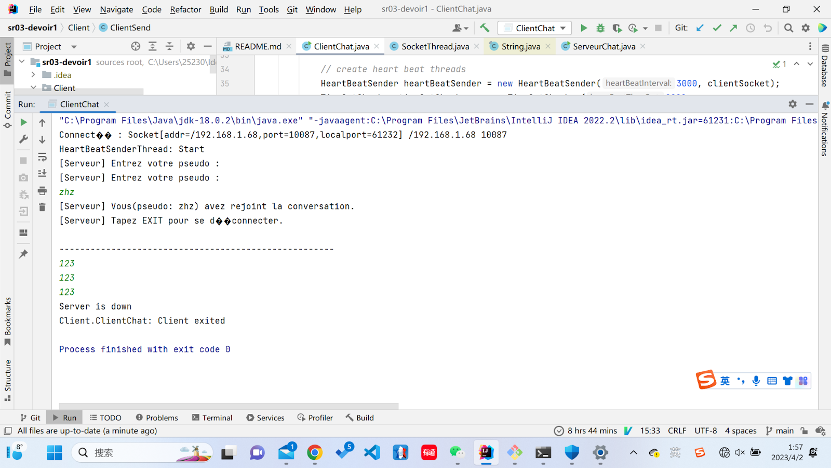 File Edit View Navigate Code Refactor Build Run Tools Git Window Help sr03-devoir1 - ClientChat.java
sr03-devoir1 Client ClientSend ClientChat Git:
Project README.md ClientChat.java SocketThread.java String.java ServeurChat.java
sr03-devoir1 sources root, C:\Users\25230\Id
.idea
Client
34 // create heart beat threads
35 HeartBeatSender heartBeatSender = new HeartBeatSender( heartBeatInterval: 3000, clientSocket);
1
Run: ClientChat
"C:\Program Files\Java\jdk-18.0.2\bin\java.exe" "-javaagent:C:\Program Files\JetBrains\IntelliJ IDEA 2022.2\lib\idea_rt.jar=61231:C:\Program Files
Connect�� : Socket[addr=/192.168.1.68,port=10087,localport=61232] /192.168.1.68 10087
HeartBeatSenderThread: Start
[Serveur] Entrez votre pseudo :
[Serveur] Entrez votre pseudo :
zhz
[Serveur] Vous(pseudo: zhz) avez rejoint la conversation.
[Serveur] Tapez EXIT pour se d��connecter.
----------------------------------------------------
123
123
123
Server is down
Client.ClientChat: Client exited
Process finished with exit code 0
Project
Commit
Bookmarks
Structure
Database
Notifications
英
Git Run TODO Problems Terminal Services Profiler Build
All files are up-to-date (a minute ago) 8 hrs 44 mins 15:33 CRLF UTF-8 4 spaces main
8° 搜索 1 5 1:57
2023/4/2